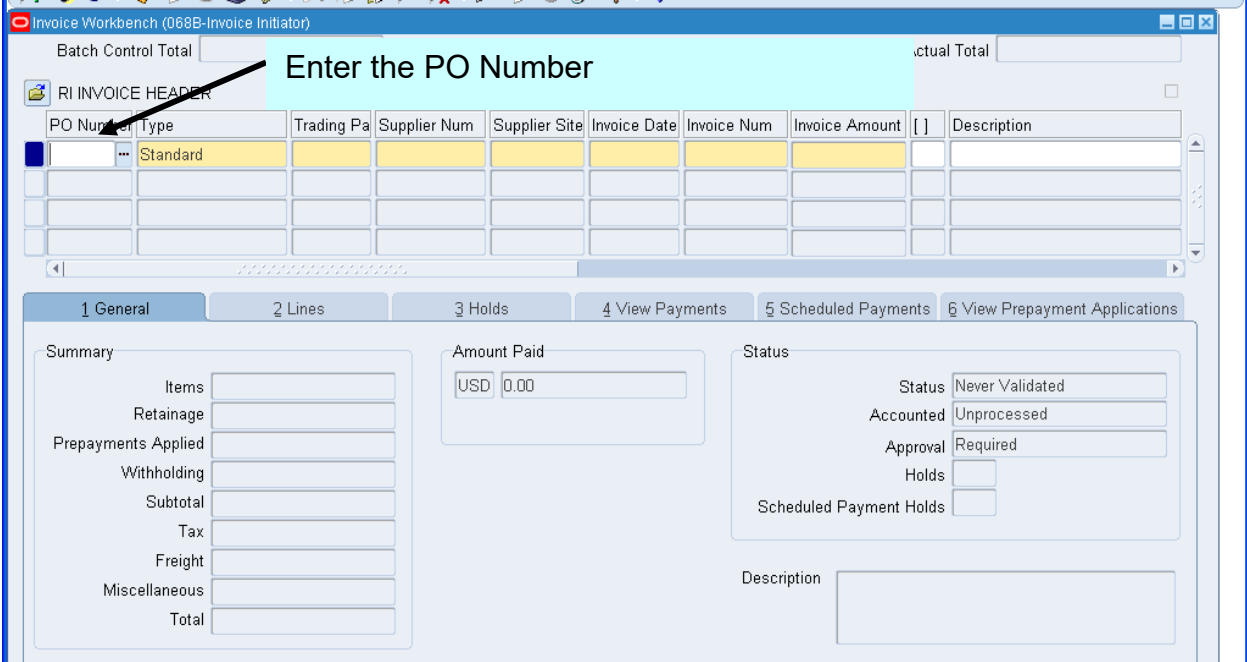 Invoice Workbench (068B-Invoice Initiator)
Batch Control Total
Actual Total
Enter the PO Number
RI INVOICE HEADER
PO Number Type Trading Pa Supplier Num Supplier Site Invoice Date Invoice Num Invoice Amount [ ] Description
Standard
1 General 2 Lines 3 Holds 4 View Payments 5 Scheduled Payments 6 View Prepayment Applications
Summary Amount Paid Status
Items USD 0.00 Status Never Validated
Retainage Accounted Unprocessed
Prepayments Applied Approval Required
Withholding Holds
Subtotal Scheduled Payment Holds
Tax
Freight
Miscellaneous Description
Total